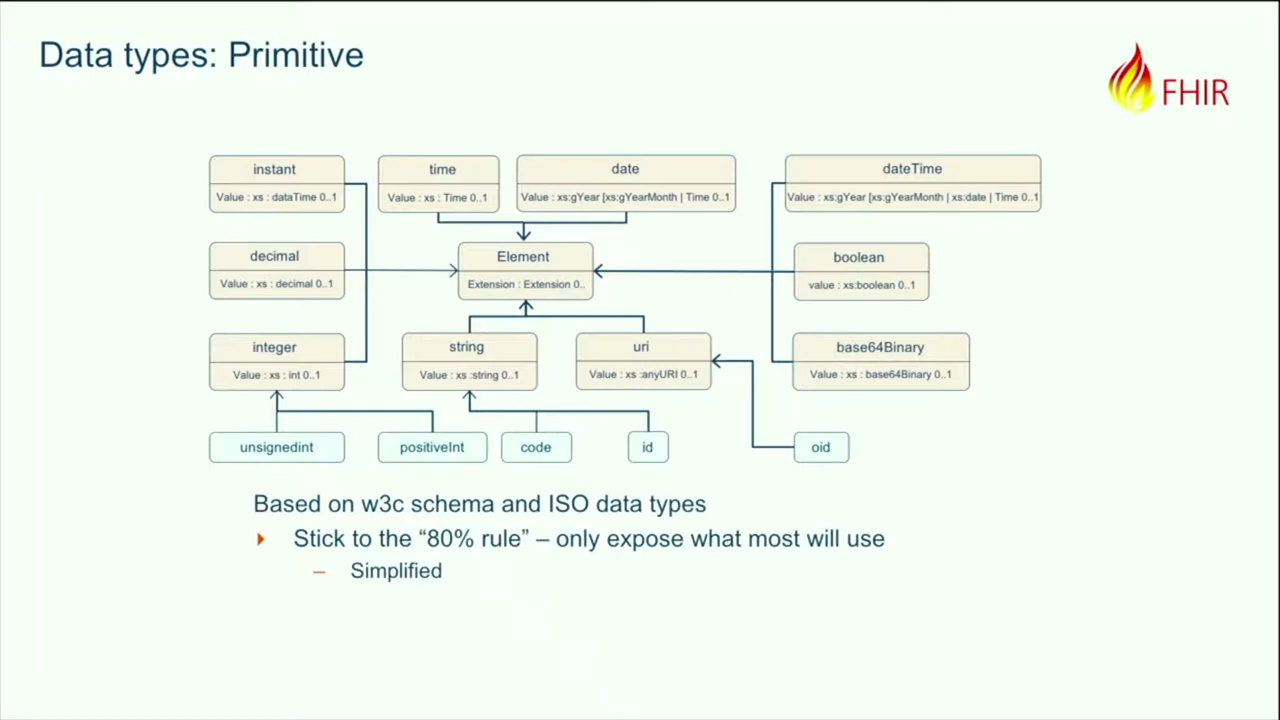 Data types: Primitive
FHIR
instant
Value : xs : dataTime 0..1
time
Value : xs : Time 0..1
date
Value : xs:gYear [xs:gYearMonth | Time 0..1
dateTime
Value : xs:gYear [xs:gYearMonth | xs:date | Time 0..1
decimal
Value : xs : decimal 0..1
Element
Extension : Extension 0..
boolean
value : xs:boolean 0..1
integer
Value : xs : int 0..1
string
Value : xs :string 0..1
uri
Value : xs :anyURI 0..1
base64Binary
Value : xs : base64Binary 0..1
unsignedint
positiveInt
code
id
oid
Based on w3c schema and ISO data types
Stick to the “80% rule” – only expose what most will use
– Simplified